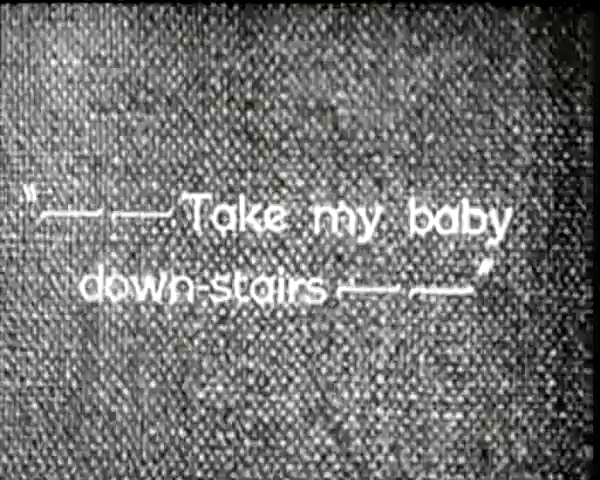 "— — Take my baby
down-stairs — —"